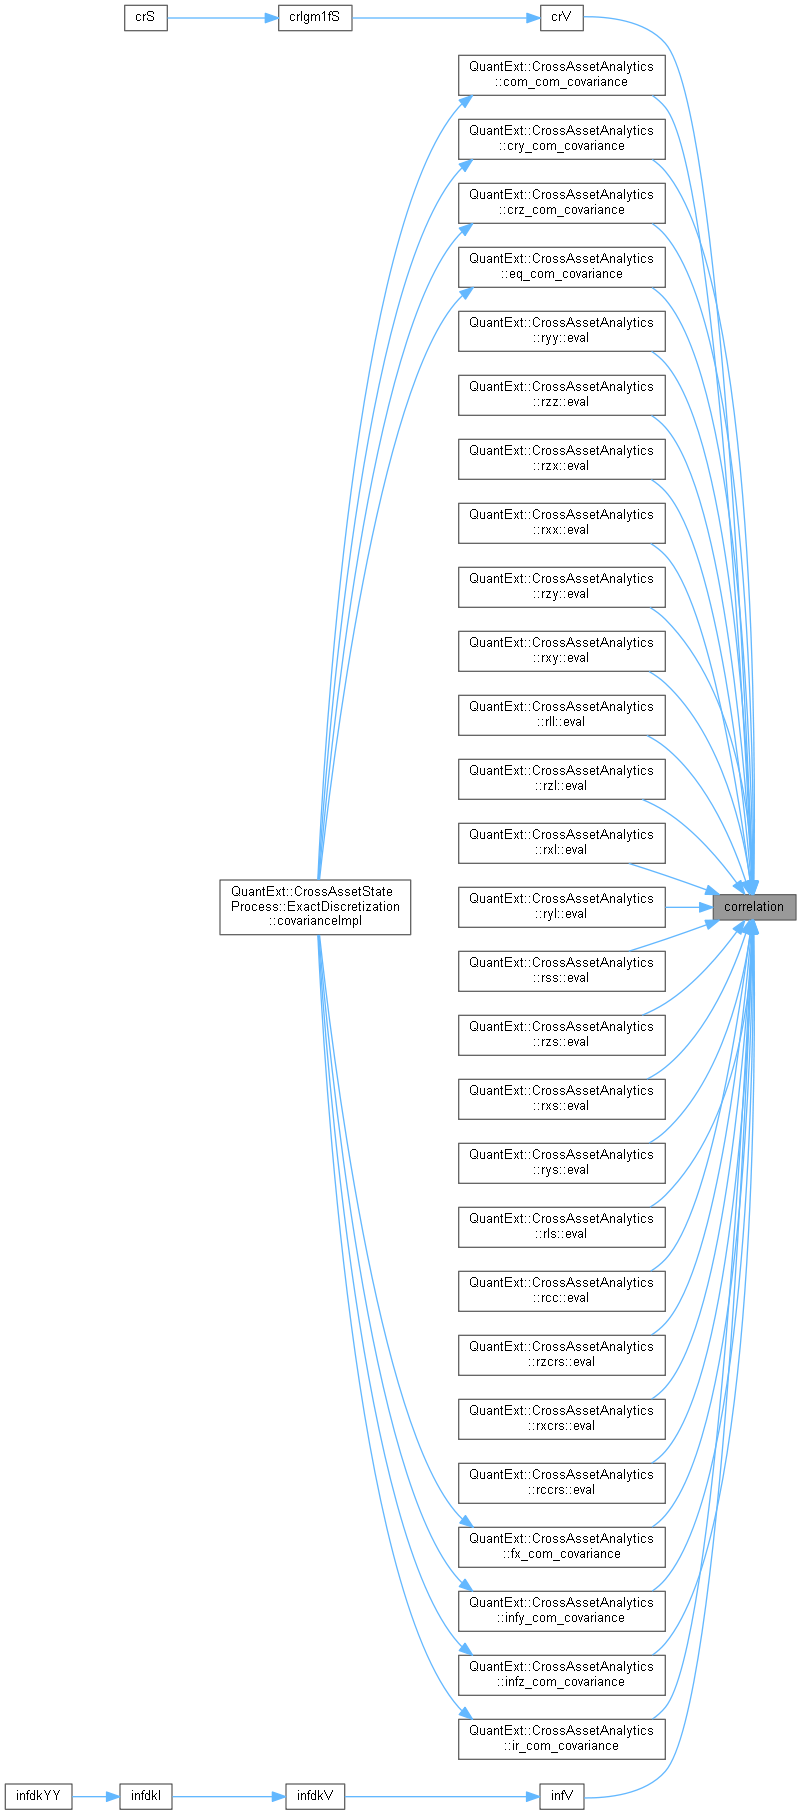 crS
crlgm1fS
crV
QuantExt::CrossAssetAnalytics
::com_com_covariance
QuantExt::CrossAssetAnalytics
::cry_com_covariance
QuantExt::CrossAssetAnalytics
::crz_com_covariance
QuantExt::CrossAssetAnalytics
::eq_com_covariance
QuantExt::CrossAssetAnalytics
::ryy::eval
QuantExt::CrossAssetAnalytics
::rzz::eval
QuantExt::CrossAssetAnalytics
::rzx::eval
QuantExt::CrossAssetAnalytics
::rxx::eval
QuantExt::CrossAssetAnalytics
::rzy::eval
QuantExt::CrossAssetAnalytics
::rxy::eval
QuantExt::CrossAssetAnalytics
::rll::eval
QuantExt::CrossAssetAnalytics
::rzl::eval
QuantExt::CrossAssetAnalytics
::rxl::eval
QuantExt::CrossAssetState
Process::ExactDiscretization
::covarianceImpl
QuantExt::CrossAssetAnalytics
::ryl::eval
correlation
QuantExt::CrossAssetAnalytics
::rss::eval
QuantExt::CrossAssetAnalytics
::rzs::eval
QuantExt::CrossAssetAnalytics
::rxs::eval
QuantExt::CrossAssetAnalytics
::rys::eval
QuantExt::CrossAssetAnalytics
::rls::eval
QuantExt::CrossAssetAnalytics
::rcc::eval
QuantExt::CrossAssetAnalytics
::rzcrs::eval
QuantExt::CrossAssetAnalytics
::rxcrs::eval
QuantExt::CrossAssetAnalytics
::rccrs::eval
QuantExt::CrossAssetAnalytics
::fx_com_covariance
QuantExt::CrossAssetAnalytics
::infy_com_covariance
QuantExt::CrossAssetAnalytics
::infz_com_covariance
QuantExt::CrossAssetAnalytics
::ir_com_covariance
infdkYY
infdkI
infdkV
infV